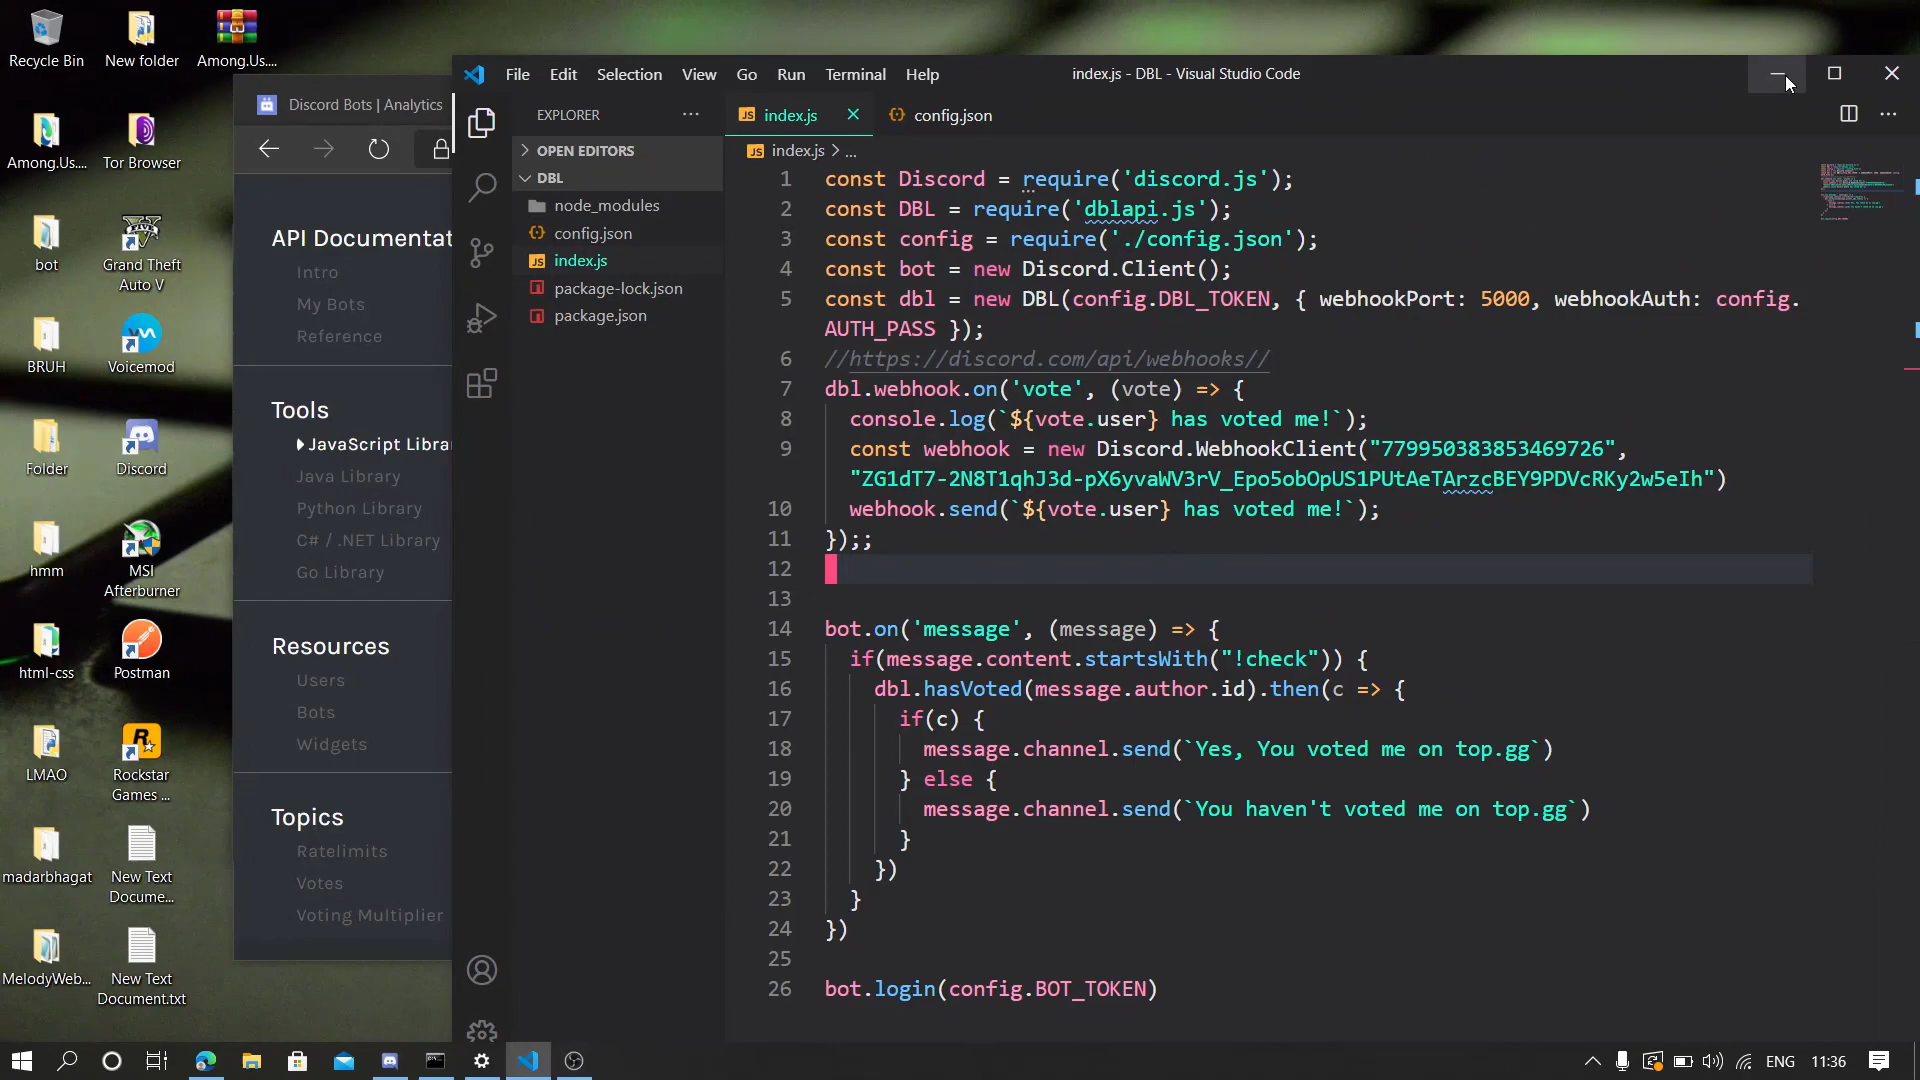 Recycle Bin
New folder
Among.Us....
Among.Us....
Tor Browser
bot
Grand Theft
Auto V
BRUH
Voicemod
Folder
Discord
hmm
MSI
Afterburner
html-css
Postman
LMAO
Rockstar
Games ...
madarbhagat
New Text
Docume...
MelodyWeb...
New Text
Document.txt
Discord Bots | Analytics
API Documentat
Intro
My Bots
Reference
Tools
JavaScript Librar
Java Library
Python Library
C# / .NET Library
Go Library
Resources
Users
Bots
Widgets
Topics
Ratelimits
Votes
Voting Multiplier
File Edit Selection View Go Run Terminal Help
index.js - DBL - Visual Studio Code
EXPLORER
OPEN EDITORS
DBL
node_modules
config.json
JS index.js
package-lock.json
package.json
JS index.js
config.json
JS index.js > ...
1 const Discord = require('discord.js');
2 const DBL = require('dblapi.js');
3 const config = require('./config.json');
4 const bot = new Discord.Client();
5 const dbl = new DBL(config.DBL_TOKEN, { webhookPort: 5000, webhookAuth: config.
AUTH_PASS });
6 //https://discord.com/api/webhooks//
7 dbl.webhook.on('vote', (vote) => {
8 console.log(`${vote.user} has voted me!`);
9 const webhook = new Discord.WebhookClient("779950383853469726",
"ZG1dT7-2N8T1qhJ3d-pX6yvaWV3rV_Epo5obOpUS1PUtAeTArzcBEY9PDVcRKy2w5eIh")
10 webhook.send(`${vote.user} has voted me!`);
11 });;
12
13
14 bot.on('message', (message) => {
15 if(message.content.startsWith("!check")) {
16 dbl.hasVoted(message.author.id).then(c => {
17 if(c) {
18 message.channel.send(`Yes, You voted me on top.gg`)
19 } else {
20 message.channel.send(`You haven't voted me on top.gg`)
21 }
22 })
23 }
24 })
25
26 bot.login(config.BOT_TOKEN)
ENG 11:36